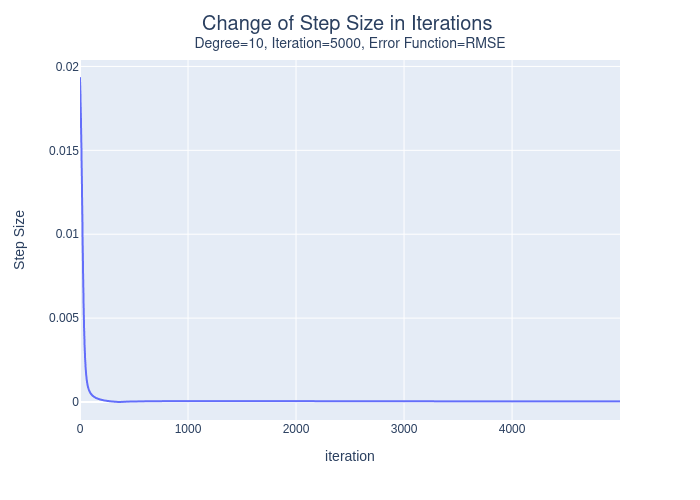 Change of Step Size in Iterations
Degree=10, Iteration=5000, Error Function=RMSE
0.02
0.015
0.01
0.005
0
Step Size
0 1000 2000 3000 4000
iteration